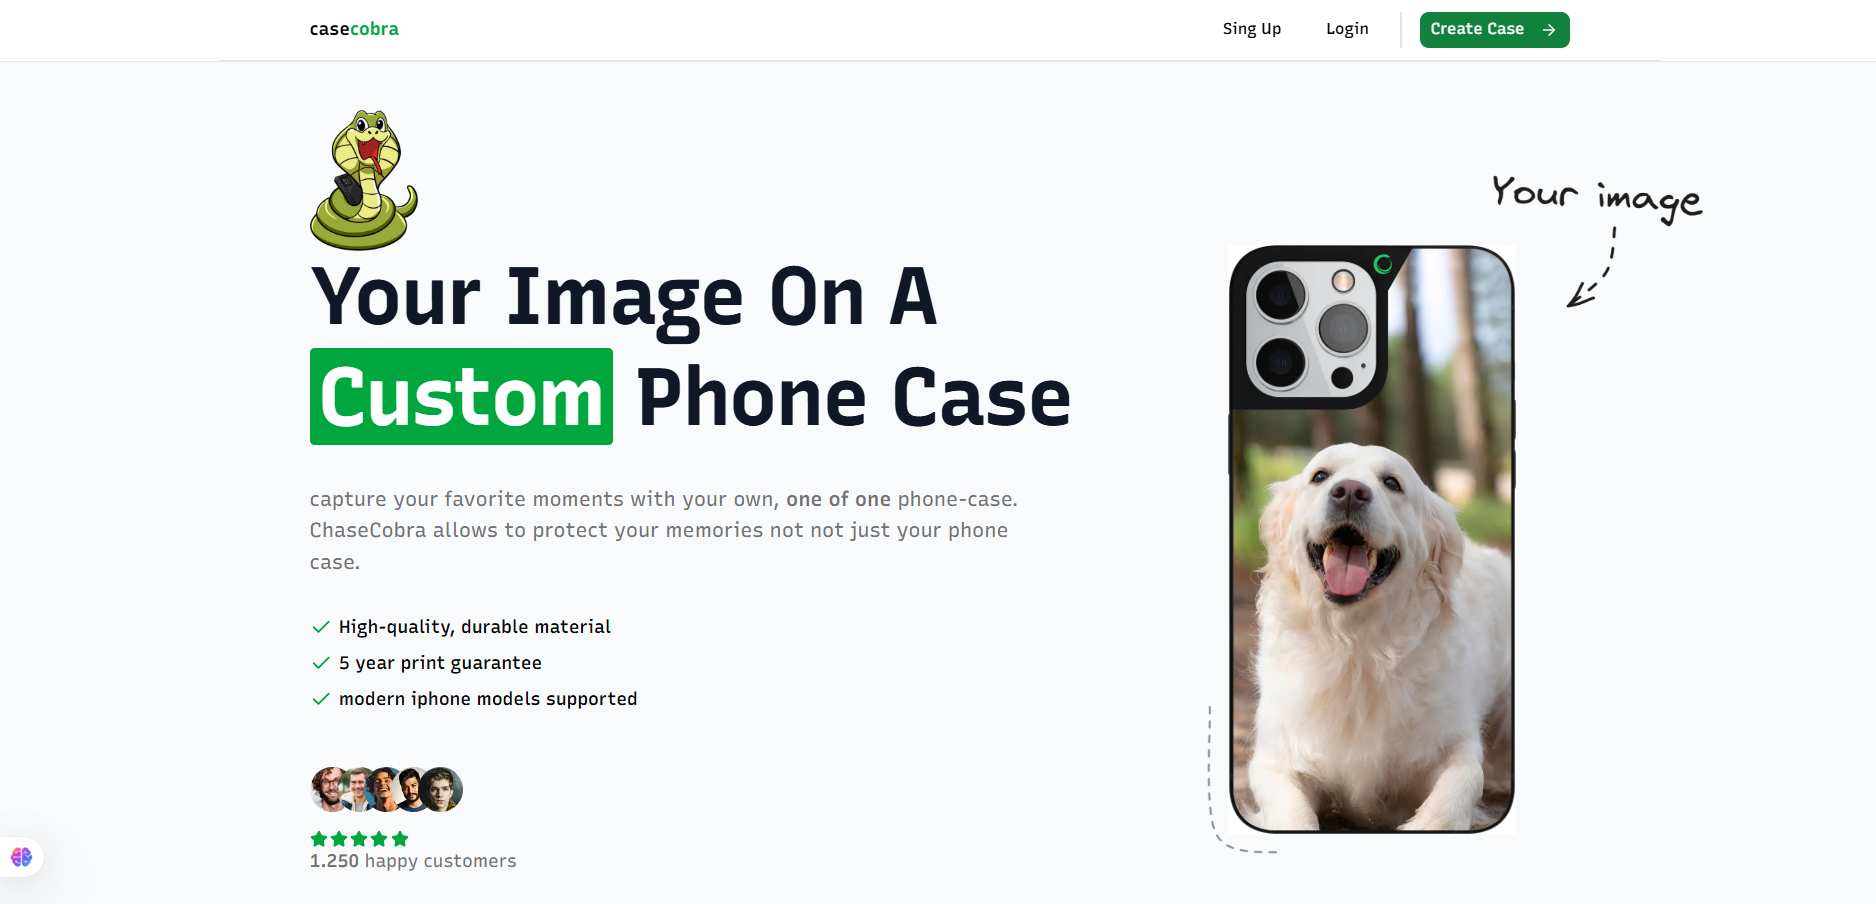 casecobra
Sing Up
Login
Create Case
Your image
Your Image On A
Custom Phone Case
capture your favorite moments with your own, one of one phone-case.
ChaseCobra allows to protect your memories not not just your phone
case.
High-quality, durable material
5 year print guarantee
modern iphone models supported
1.250 happy customers